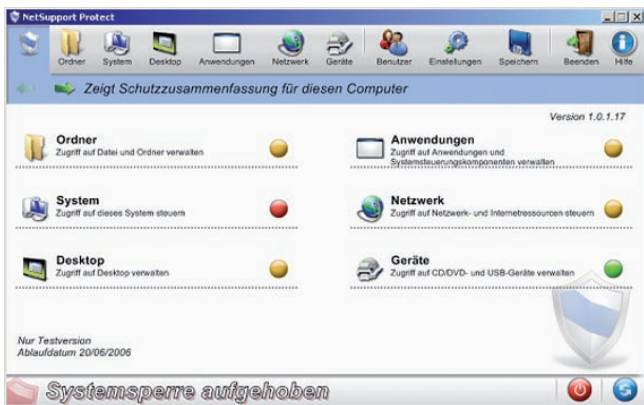 NetSupport Protect
Ordner System Desktop Anwendungen Netzwerk Geräte Benutzer Einstellungen Speichern Beenden Hilfe
Zeigt Schutzzusammenfassung für diesen Computer
Version 1.0.1.17
Ordner
Zugriff auf Datei und Ordner verwalten
Anwendungen
Zugriff auf Anwendungen und
Systemsteuerungskomponenten verwalten
System
Zugriff auf dieses System steuern
Netzwerk
Zugriff auf Netzwerk- und Internetressourcen steuern
Desktop
Zugriff auf Desktop verwalten
Geräte
Zugriff auf CD/DVD- und USB-Geräte verwalten
Nur Testversion
Ablaufdatum 20/06/2006
Systemsperre aufgehoben